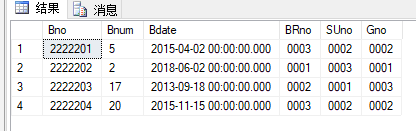 结果 消息
Bno Bnum Bdate BRno SUno Gno
1 2222201 5 2015-04-02 00:00:00.000 0003 0002 0002
2 2222202 2 2018-06-02 00:00:00.000 0001 0003 0001
3 2222203 17 2013-09-18 00:00:00.000 0002 0001 0003
4 2222204 20 2015-11-15 00:00:00.000 0003 0002 0002